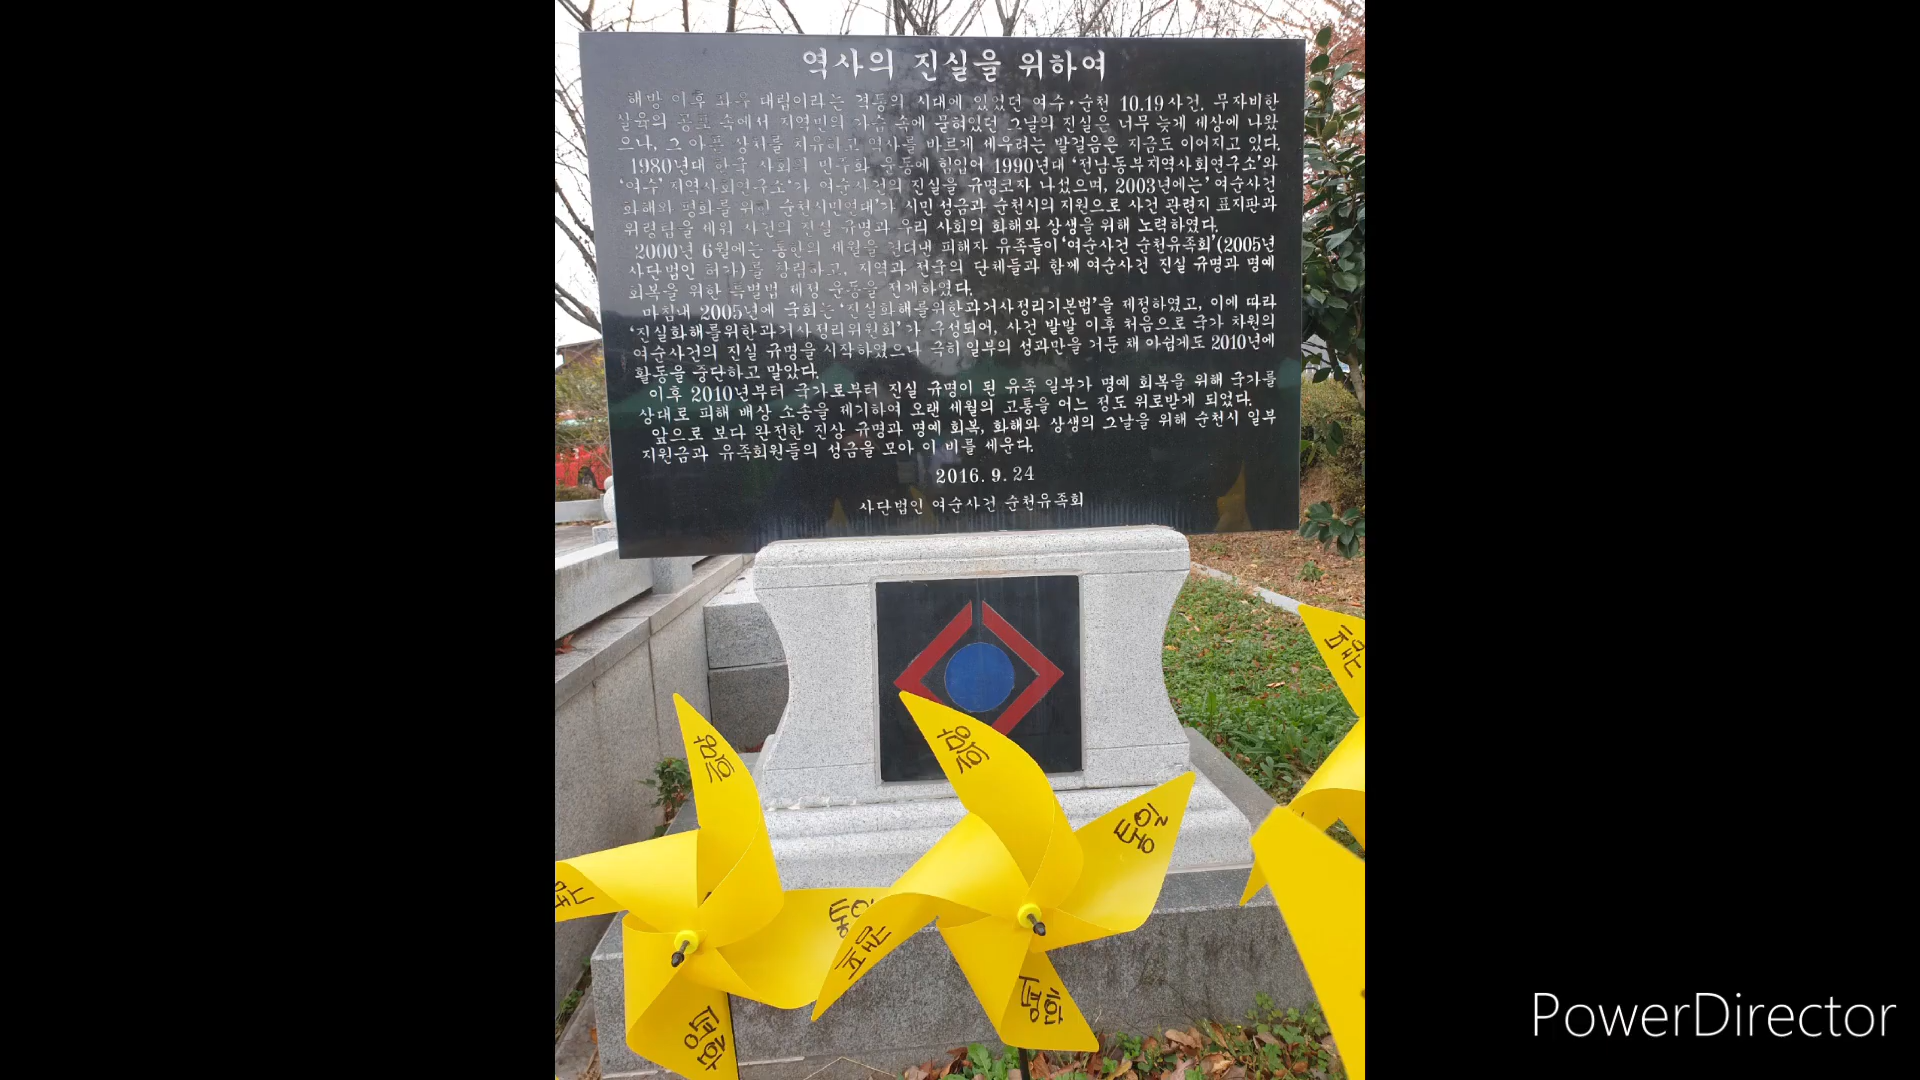 역사의 진실을 위하여
해방 이후 좌우 대립이라는 격동의 시대에 있었던 여수·순천 10.19사건. 무자비한
살육의 공포 속에서 지역민의 가슴 속에 묻혀있던 그날의 진실은 너무 늦게 세상에 나왔
으나, 그 아픈 상처를 치유하고 역사를 바르게 세우려는 발걸음은 지금도 이어지고 있다.
1980년대 한국 사회의 민주화 운동에 힘입어 1990년대 '전남동부지역사회연구소'와
'여수'지역사회연구소'가 여순사건의 진실을 규명코자 나섰으며, 2003년에는'여순사건
화해와 평화를 위한 순천시민연대'가 시민 성금과 순천시의 지원으로 사건 관련지 표지판과
위령탑을 세워 사건의 진실 규명과 우리 사회의 화해와 상생을 위해 노력하였다.
2000년 6월에는 통한의 세월을 견뎌낸 피해자 유족들이 '여순사건 순천유족회'(2005년
사단법인 허가)를 창립하고, 지역과 전국의 단체들과 함께 여순사건 진실 규명과 명예
회복을 위한 특별법 제정 운동을 전개하였다.
마침내 2005년에 국회는 '진실화해를위한과거사정리기본법'을 제정하였고, 이에 따라
'진실화해를위한과거사정리위원회'가 구성되어, 사건 발발 이후 처음으로 국가 차원의
여순사건의 진실 규명을 시작하였으나 극히 일부의 성과만을 거둔 채 아쉽게도 2010년에
활동을 중단하고 말았다.
이후 2010년부터 국가로부터 진실 규명이 된 유족 일부가 명예 회복을 위해 국가를
상대로 피해 배상 소송을 제기하여 오랜 세월의 고통을 어느 정도 위로받게 되었다.
앞으로 보다 완전한 진상 규명과 명예 회복, 화해와 상생의 그날을 위해 순천시 일부
지원금과 유족회원들의 성금을 모아 이 비를 세운다.
2016. 9. 24
사단법인 여순사건 순천유족회
통일
PowerDirector